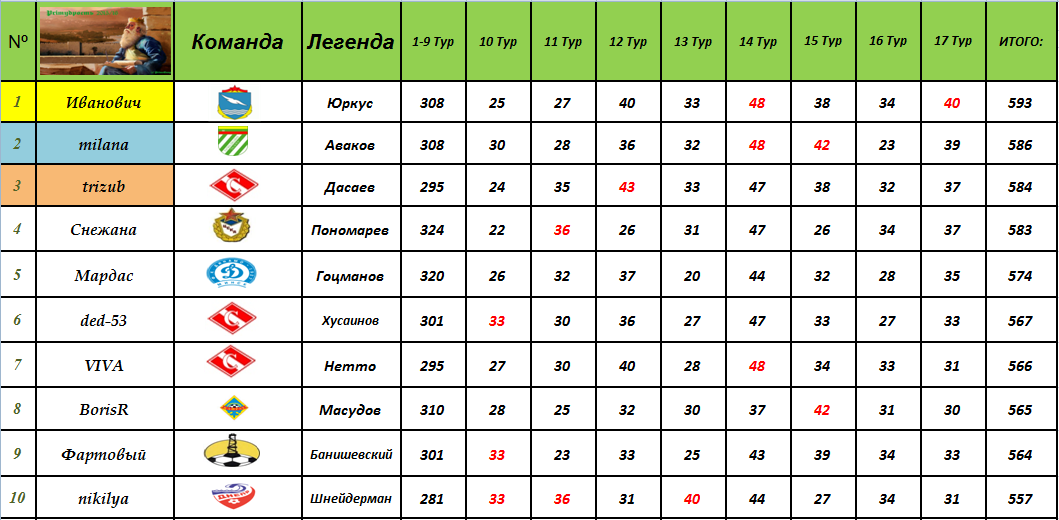 № Команда Легенда 1-9 Тур 10 Тур 11 Тур 12 Тур 13 Тур 14 Тур 15 Тур 16 Тур 17 Тур ИТОГО:
1 Иванович Юркус 308 25 27 40 33 48 38 34 40 593
2 milana Аваков 308 30 28 36 32 48 42 23 39 586
3 trizub Дасаев 295 24 35 43 33 47 38 32 37 584
4 Снежана Пономарев 324 22 36 26 31 47 26 34 37 583
5 Мардас Гоцманов 320 26 32 37 20 44 32 28 35 574
6 ded-53 Хусаинов 301 33 30 36 27 47 33 27 33 567
7 VIVA Нетто 295 27 30 40 28 48 34 33 31 566
8 BorisR Масудов 310 28 25 32 30 37 42 31 30 565
9 Фартовый Банишевский 301 33 23 33 25 43 39 34 33 564
10 nikilya ДНЕПР Шнейдерман 281 33 36 31 40 44 27 34 31 557